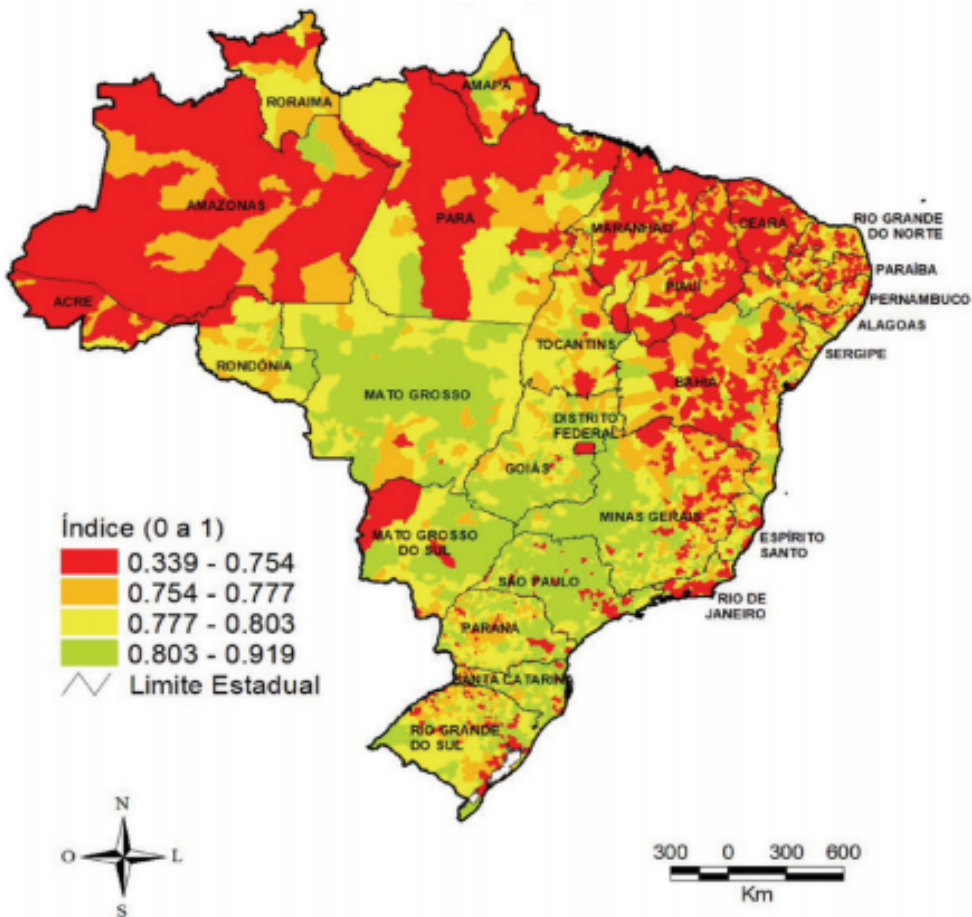 RORAIMA
AMAPÁ
AMAZONAS
PARÁ
MARANHÃO
CEARÁ
RIO GRANDE
DO NORTE
PARAÍBA
PIAUÍ
PERNAMBUCO
ACRE
ALAGOAS
TOCANTINS
SERGIPE
RONDÔNIA
BAHIA
MATO GROSSO
DISTRITO
FEDERAL
GOIÁS
MINAS GERAIS
ESPÍRITO
SANTO
MATO GROSSO
DO SUL
SÃO PAULO
RIO DE
JANEIRO
PARANÁ
SANTA CATARINA
RIO GRANDE
DO SUL
Índice (0 a 1)
0.339 - 0.754
0.754 - 0.777
0.777 - 0.803
0.803 - 0.919
Limite Estadual
N
O L
S
300 0 300 600
Km